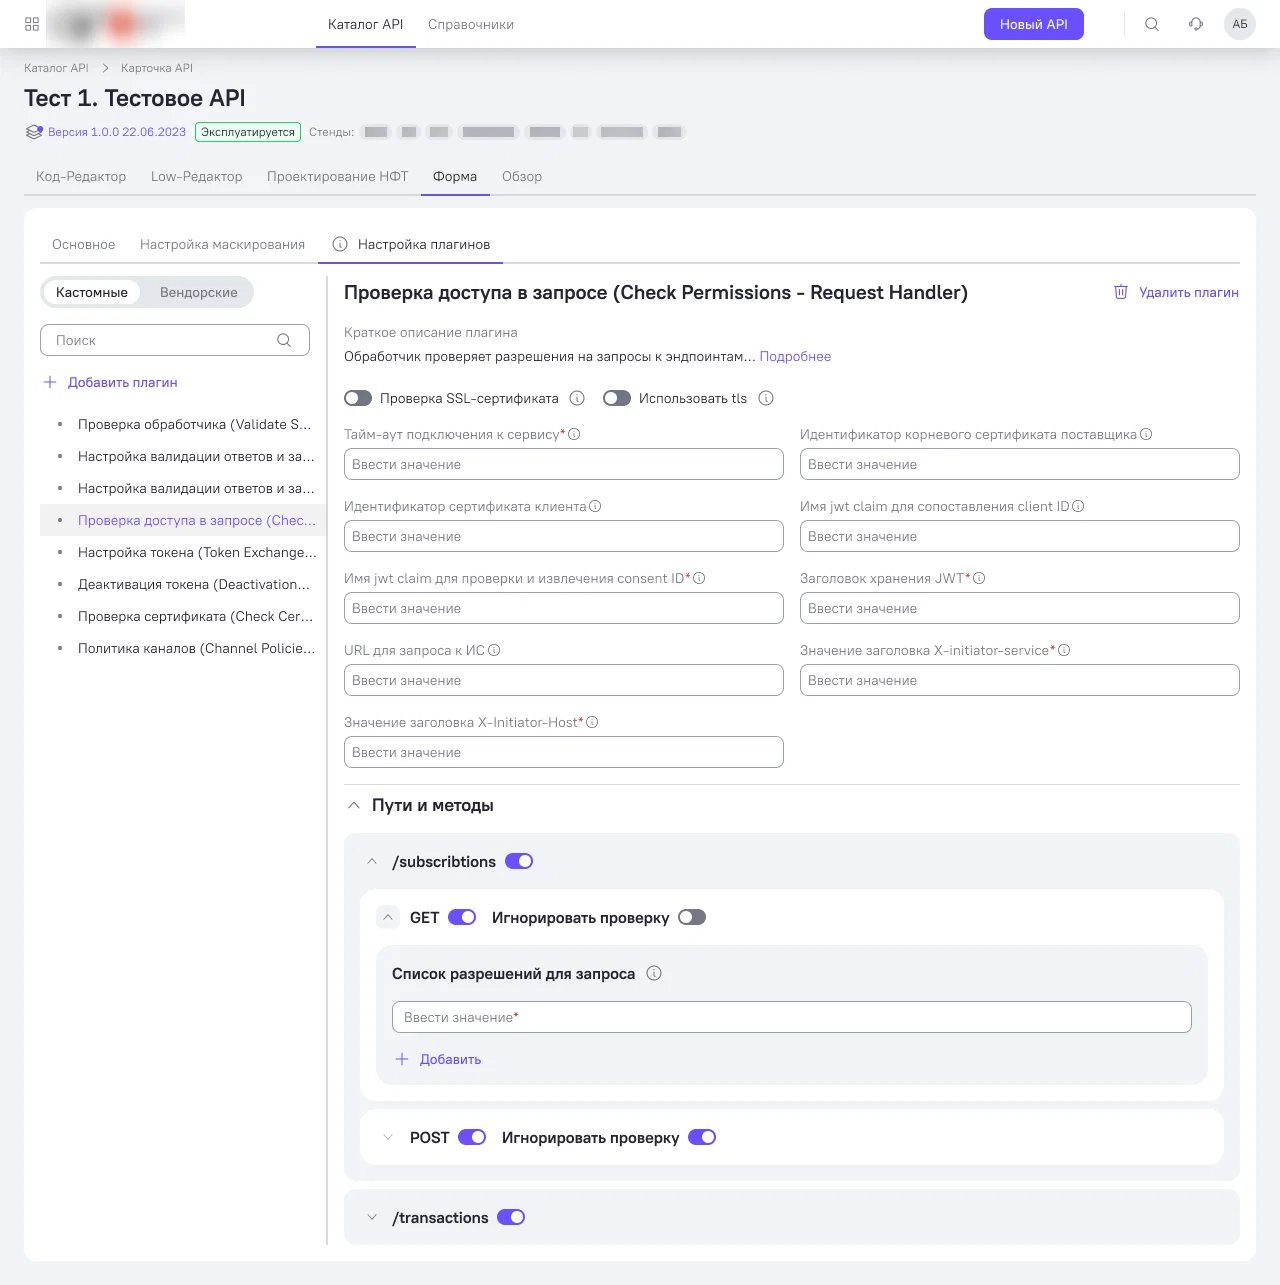 Каталог API Справочники Новый API АБ
Каталог API Карточка API
Тест 1. Тестовое API
Версия 1.0.0 22.06.2023 Эксплуатируется Стенды:
Код-Редактор Low-Редактор Проектирование НФТ Форма Обзор
Основное Настройка маскирования Настройка плагинов
Кастомные Вендорские
Поиск
Добавить плагин
Проверка обработчика (Validate S...
Настройка валидации ответов и за...
Настройка валидации ответов и за...
Проверка доступа в запросе (Chec...
Настройка токена (Token Exchange...
Деактивация токена (Deactivation...
Проверка сертификата (Check Cer...
Политика каналов (Channel Policie...
Проверка доступа в запросе (Check Permissions - Request Handler) Удалить плагин
Краткое описание плагина
Обработчик проверяет разрешения на запросы к эндпоинтам... Подробнее
Проверка SSL-сертификата Использовать tls
Тайм-аут подключения к сервису* Идентификатор корневого сертификата поставщика
Ввести значение Ввести значение
Идентификатор сертификата клиента Имя jwt claim для сопоставления client ID
Ввести значение Ввести значение
Имя jwt claim для проверки и извлечения consent ID* Заголовок хранения JWT*
Ввести значение Ввести значение
URL для запроса к ИС Значение заголовка X-initiator-service*
Ввести значение Ввести значение
Значение заголовка X-Initiator-Host*
Ввести значение
Пути и методы
/subscribtions
GET Игнорировать проверку
Список разрешений для запроса
Ввести значение*
Добавить
POST Игнорировать проверку
/transactions